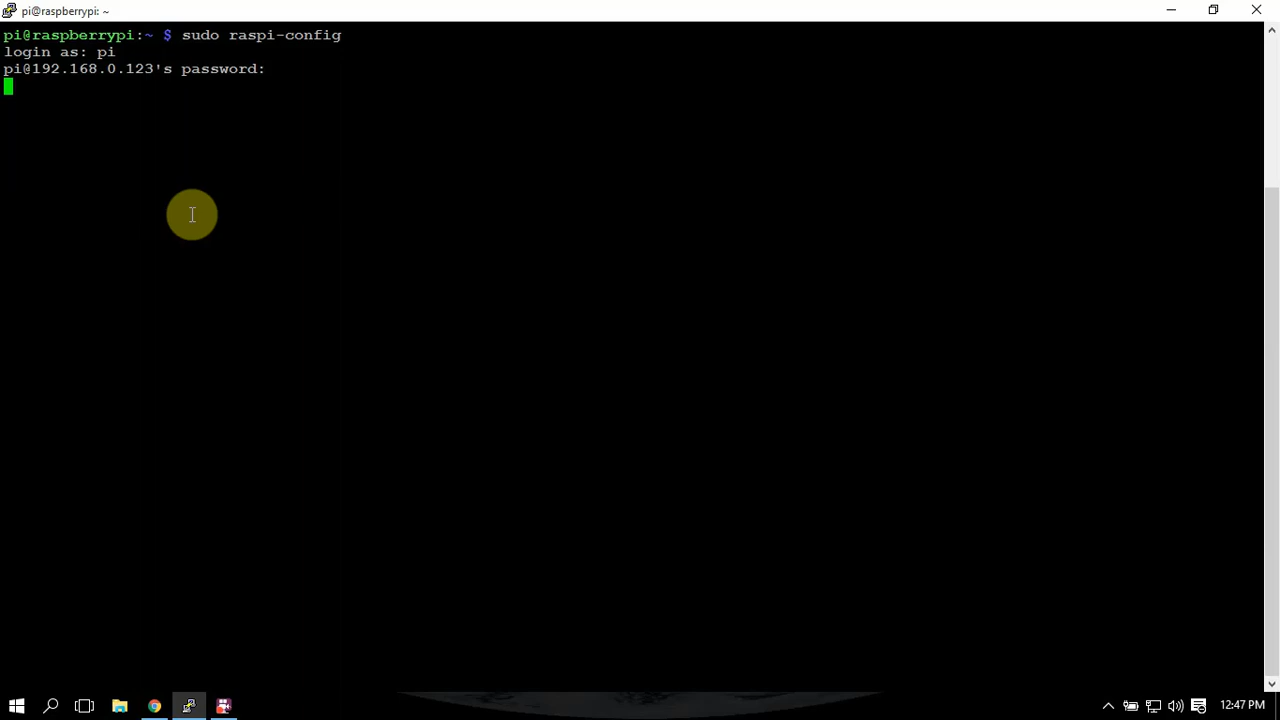 pi@raspberrypi: ~
pi@raspberrypi:~ $ sudo raspi-config
login as: pi
pi@192.168.0.123's password:
12:47 PM